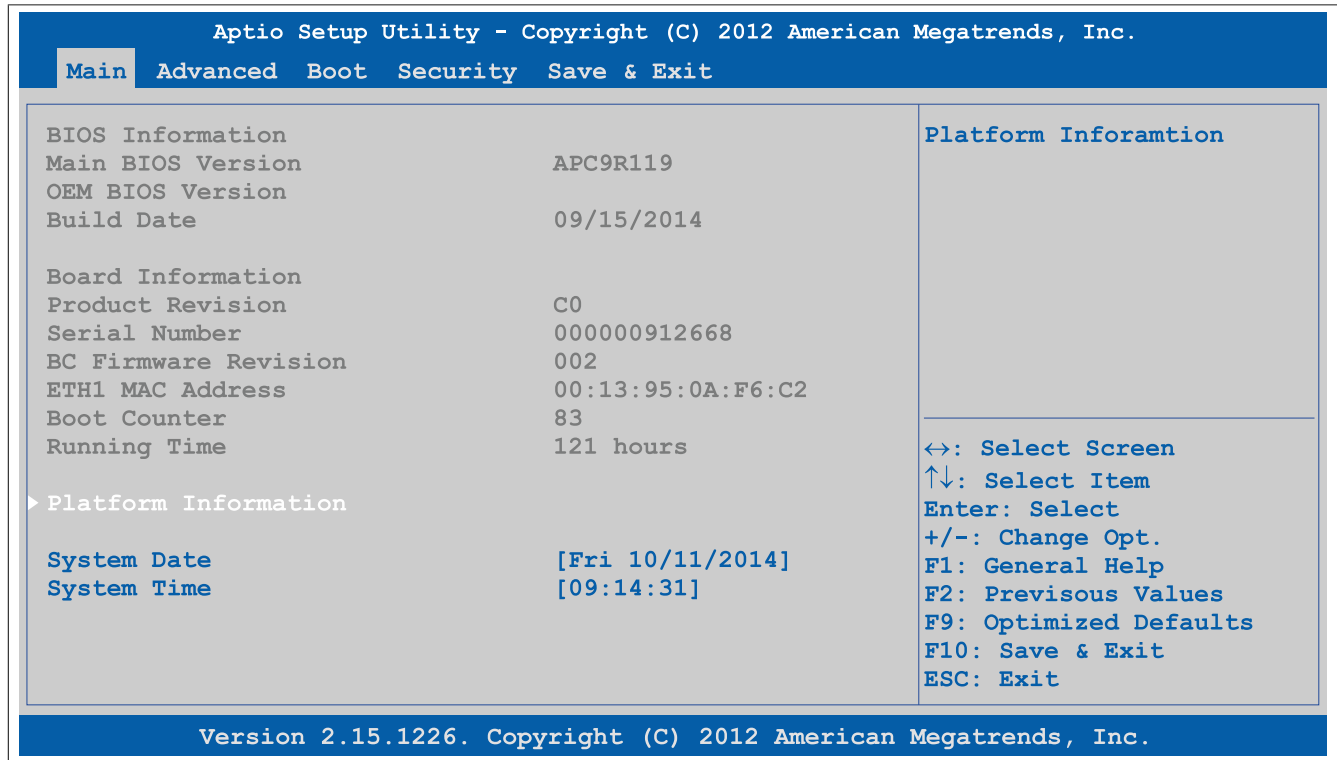 Aptio Setup Utility - Copyright (C) 2012 American Megatrends, Inc.
Main Advanced Boot Security Save & Exit
BIOS Information
Main BIOS Version APC9R119
OEM BIOS Version
Build Date 09/15/2014
Board Information
Product Revision C0
Serial Number 000000912668
BC Firmware Revision 002
ETH1 MAC Address 00:13:95:0A:F6:C2
Boot Counter 83
Running Time 121 hours
Platform Information
System Date [Fri 10/11/2014]
System Time [09:14:31]
Platform Inforamtion
↔: Select Screen
↑↓: Select Item
Enter: Select
+/-: Change Opt.
F1: General Help
F2: Previsous Values
F9: Optimized Defaults
F10: Save & Exit
ESC: Exit
Version 2.15.1226. Copyright (C) 2012 American Megatrends, Inc.